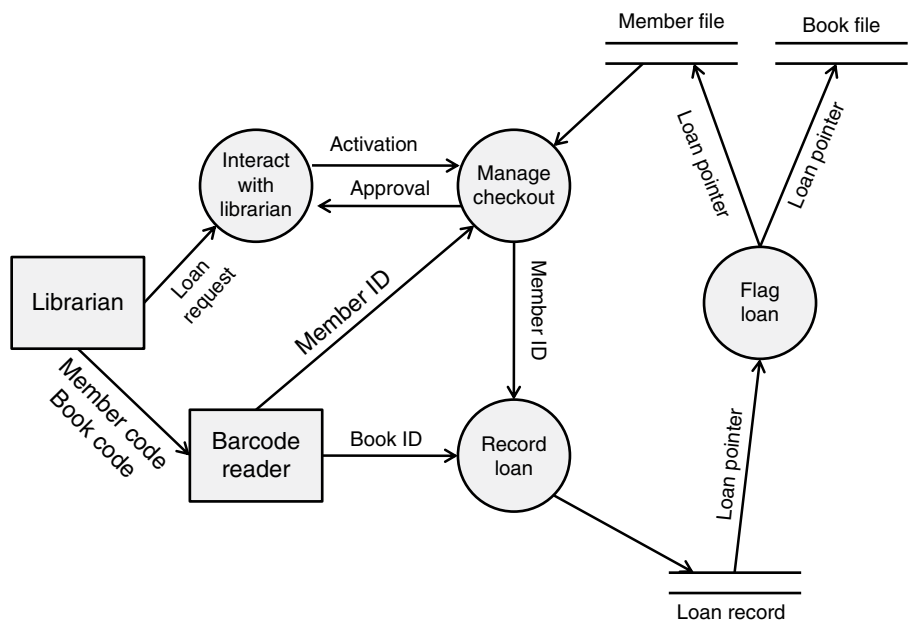 Member file
Book file
Activation
Interact
with
librarian
Manage
checkout
Approval
Loan pointer
Loan pointer
Loan
request
Librarian
Member ID
Member ID
Flag
loan
Member code
Book code
Barcode
reader
Book ID
Record
loan
Loan pointer
Loan record